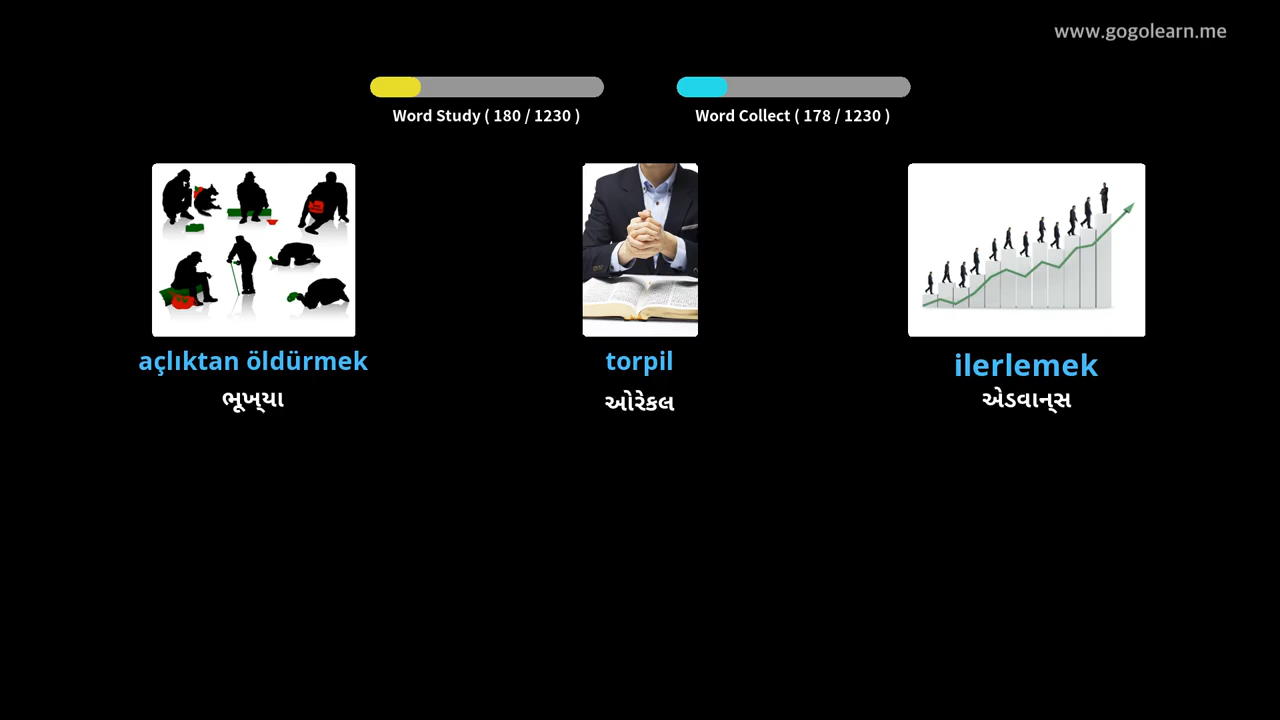 www.gogolearn.me
Word Study ( 180 / 1230 )
Word Collect ( 178 / 1230 )
açlıktan öldürmek
ભૂખ્યા
torpil
ઓરેકલ
ilerlemek
એડવાન્સ